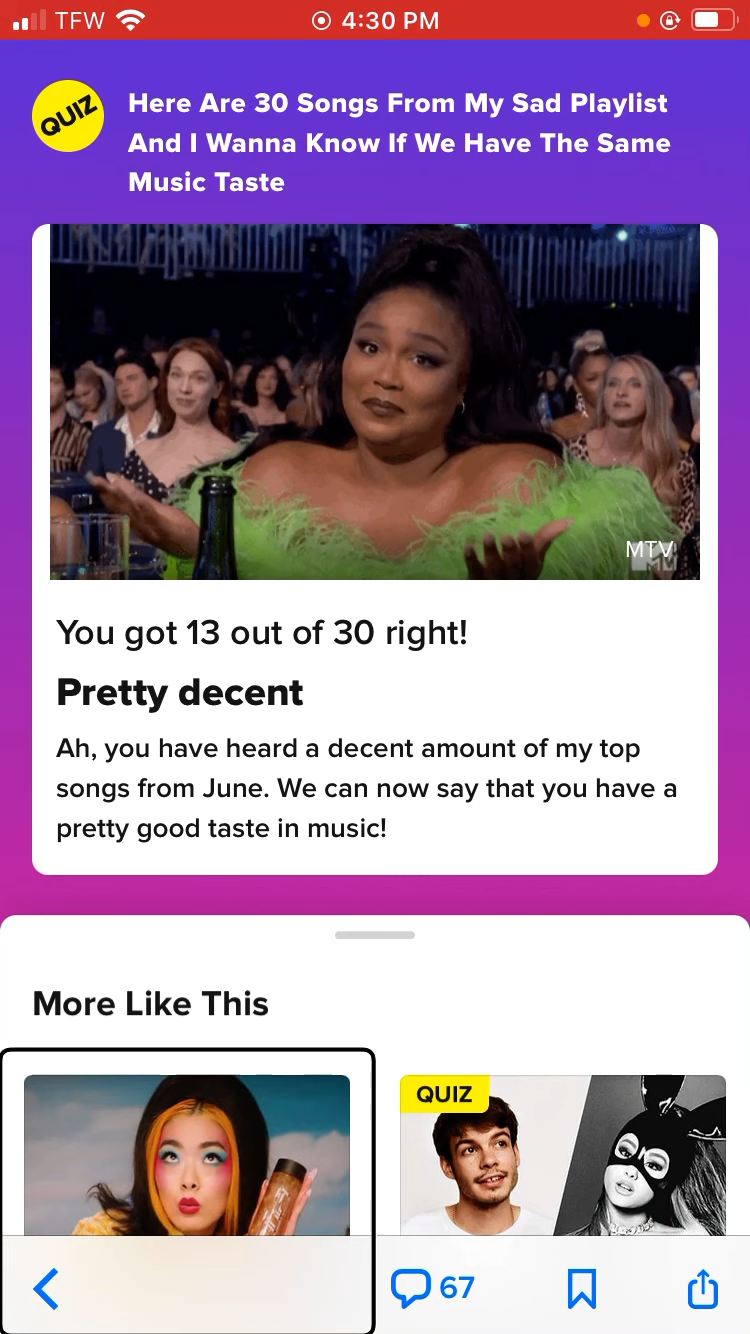 TFW 4:30 PM
QUIZ
Here Are 30 Songs From My Sad Playlist
And I Wanna Know If We Have The Same
Music Taste
MTV
You got 13 out of 30 right!
Pretty decent
Ah, you have heard a decent amount of my top
songs from June. We can now say that you have a
pretty good taste in music!
More Like This
QUIZ
67